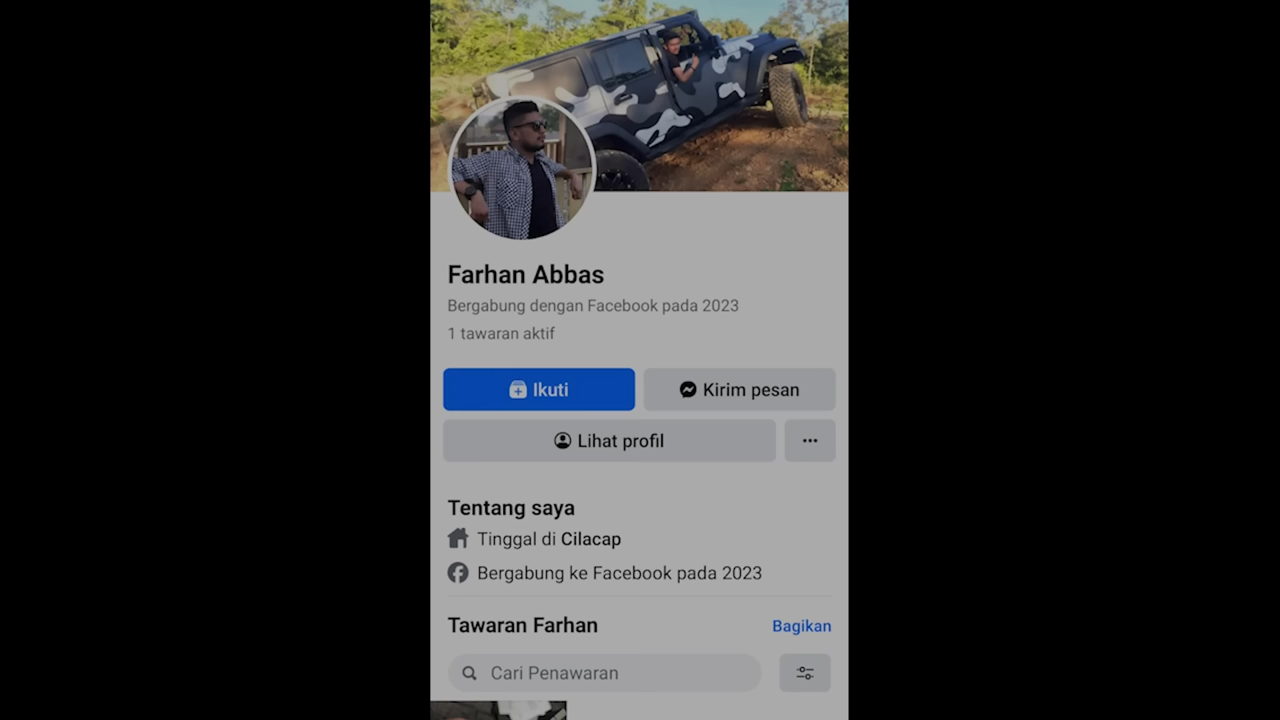 Farhan Abbas
Bergabung dengan Facebook pada 2023
1 tawaran aktif
Ikuti
Kirim pesan
Lihat profil
Tentang saya
Tinggal di Cilacap
Bergabung ke Facebook pada 2023
Tawaran Farhan
Bagikan
Cari Penawaran